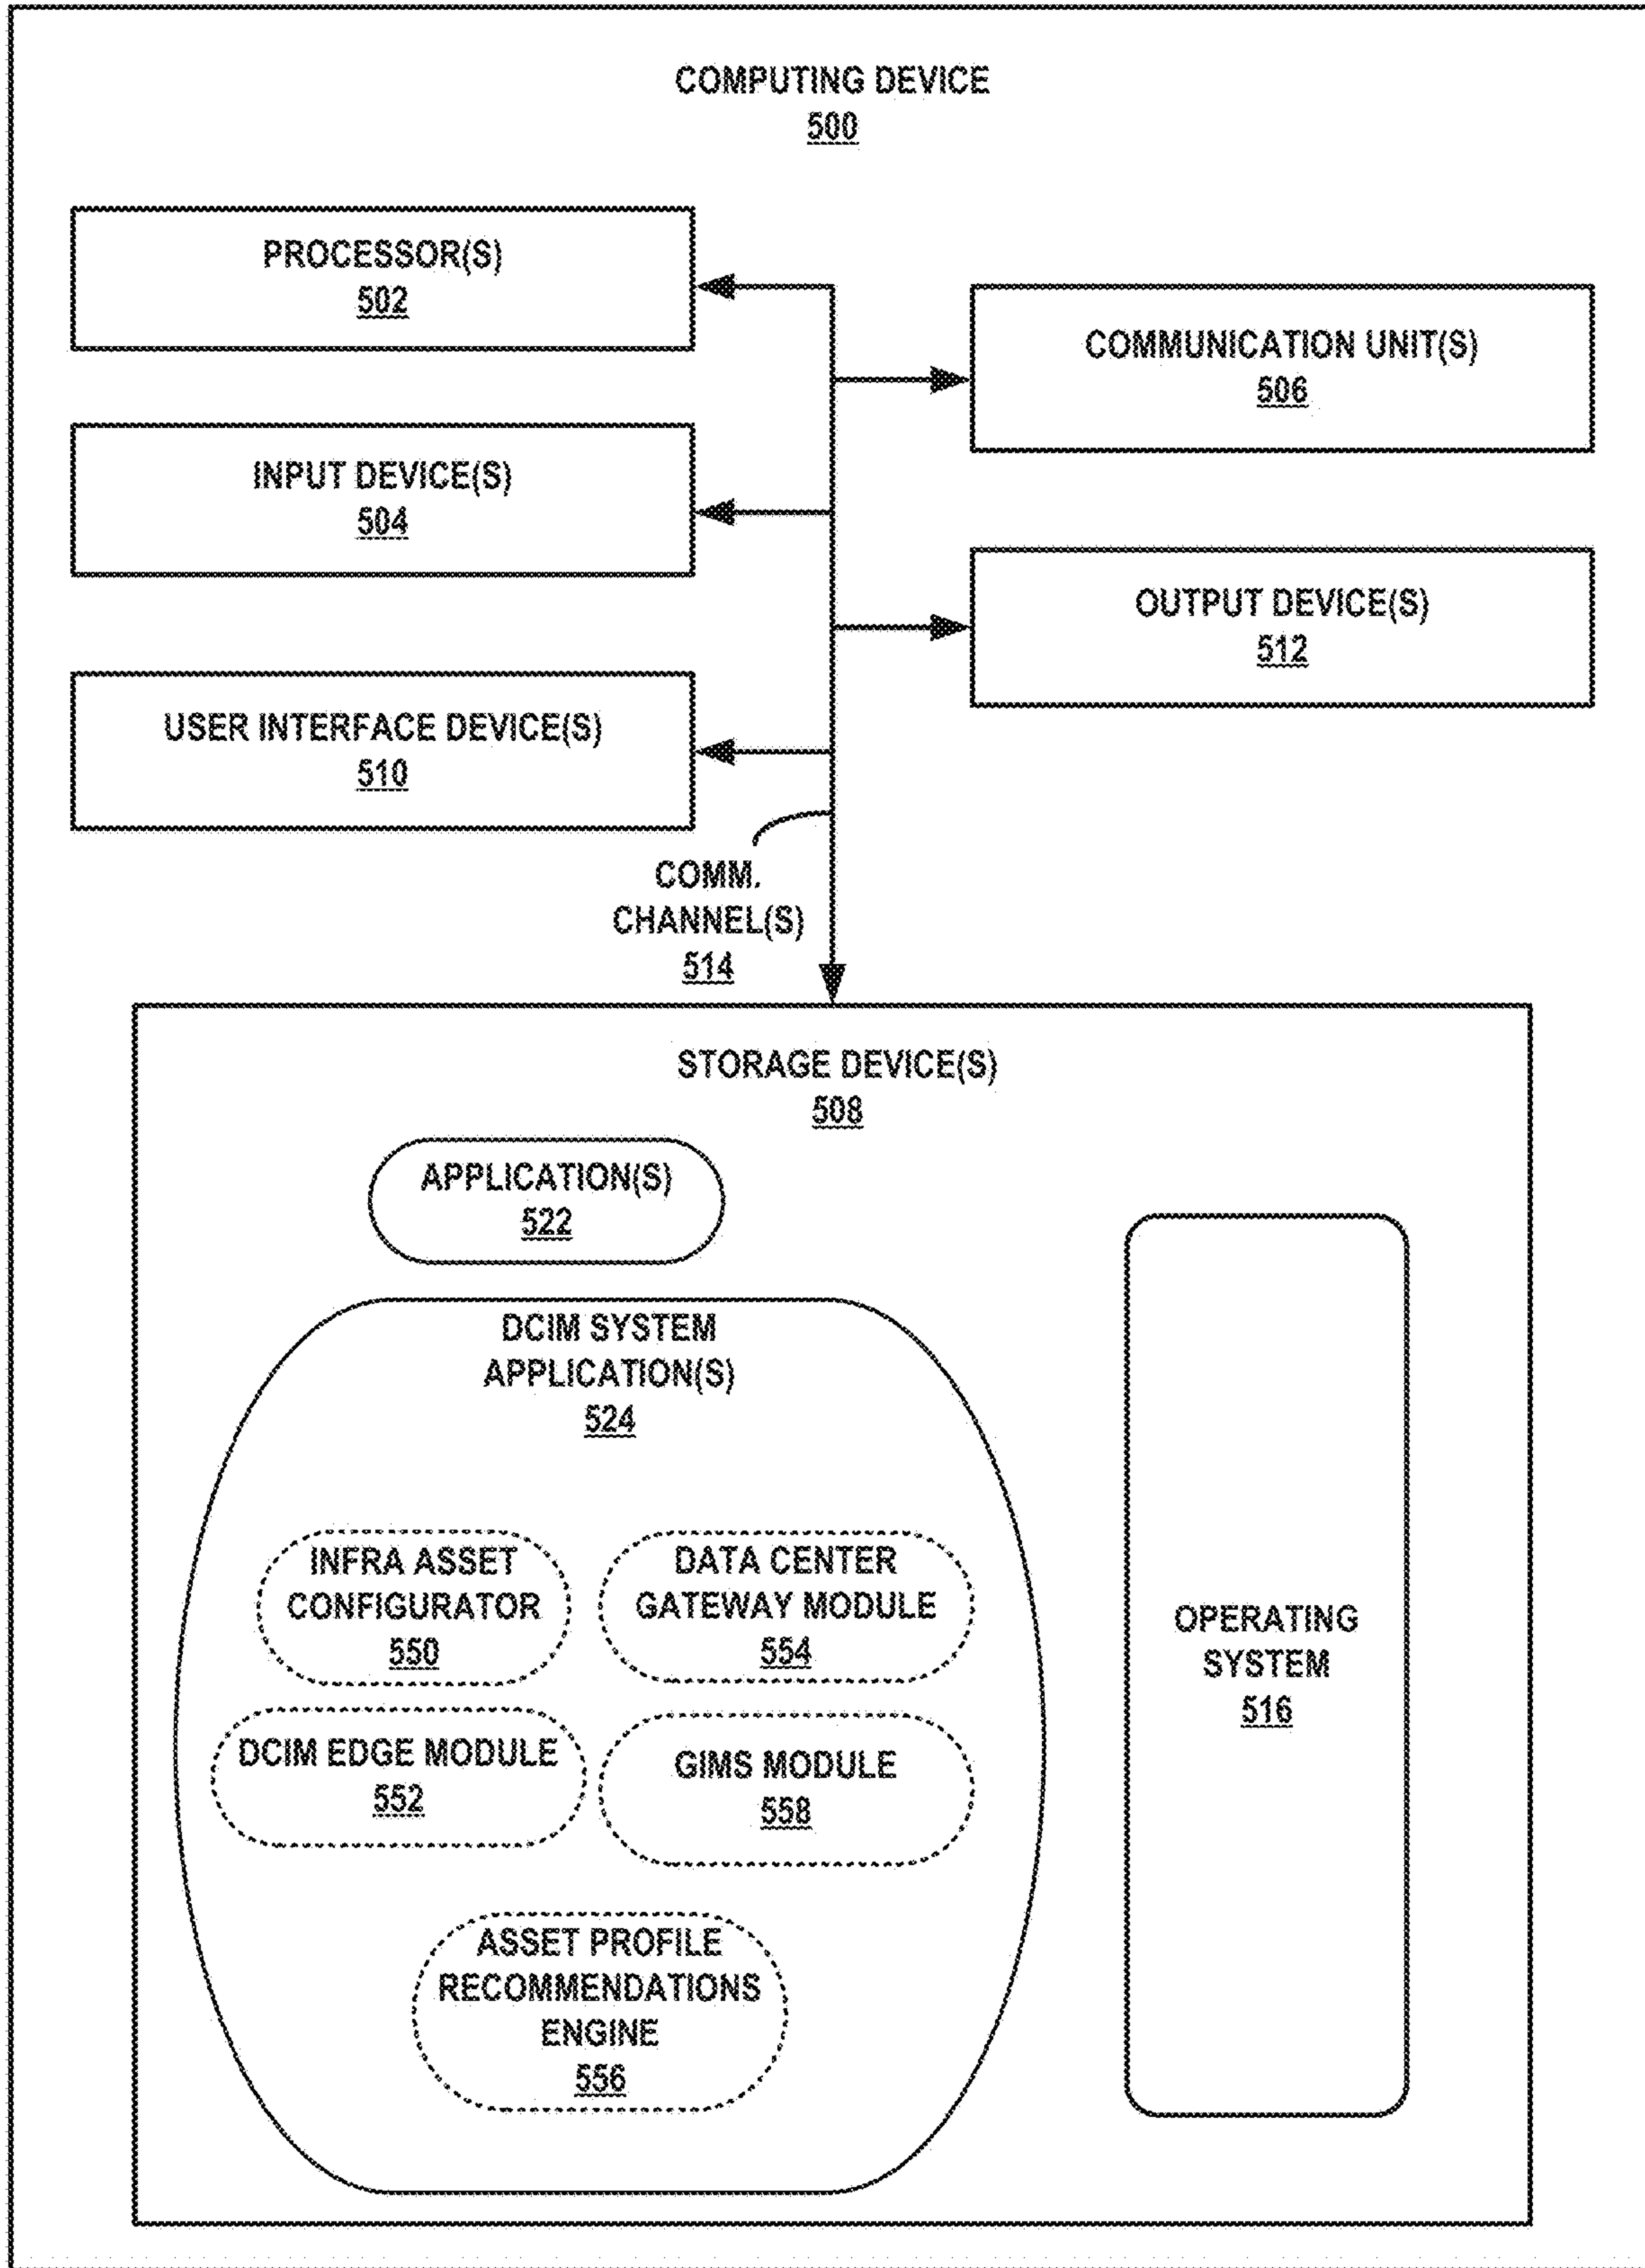 COMPUTING DEVICE
500
PROCESSOR(S)
502
COMMUNICATION UNIT(S)
506
INPUT DEVICE(S)
504
OUTPUT DEVICE(S)
512
USER INTERFACE DEVICE(S)
510
COMM.
CHANNEL(S)
514
STORAGE DEVICE(S)
508
APPLICATION(S)
522
DCIM SYSTEM
APPLICATION(S)
524
INFRA ASSET
CONFIGURATOR
550
DATA CENTER
GATEWAY MODULE
554
DCIM EDGE MODULE
552
GIMS MODULE
558
ASSET PROFILE
RECOMMENDATIONS
ENGINE
556
OPERATING
SYSTEM
516